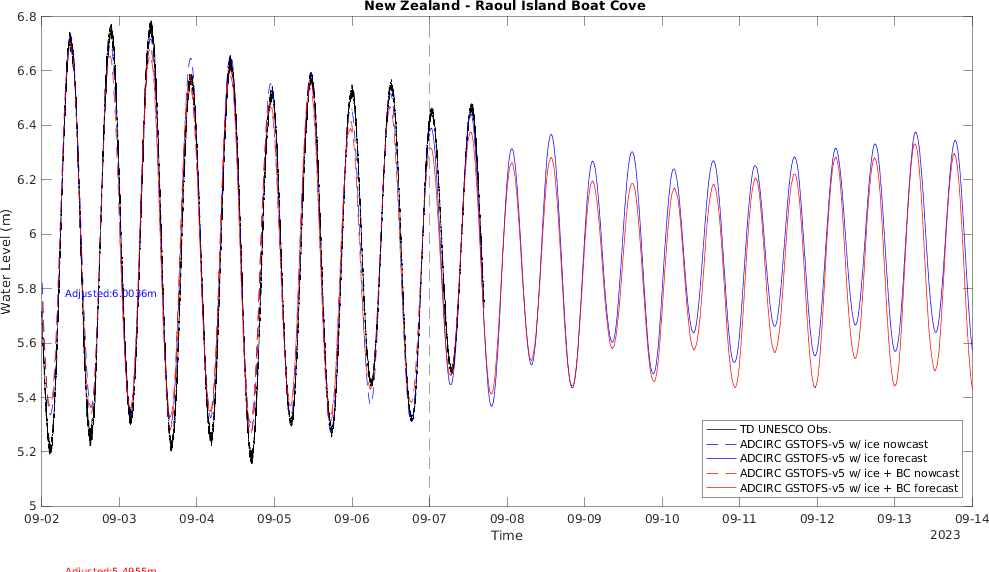 New Zealand - Raoul Island Boat Cove
6.8
6.6
6.4
6.2
6
5.8
5.6
5.4
5.2
5
Water Level (m)
Adjusted:6.0036m
TD UNESCO Obs.
ADCIRC GSTOFS-v5 w/ ice nowcast
ADCIRC GSTOFS-v5 w/ ice forecast
ADCIRC GSTOFS-v5 w/ ice + BC nowcast
ADCIRC GSTOFS-v5 w/ ice + BC forecast
09-02 09-03 09-04 09-05 09-06 09-07 09-08 09-09 09-10 09-11 09-12 09-13 09-14
Time
2023
Adjusted:5.4955m